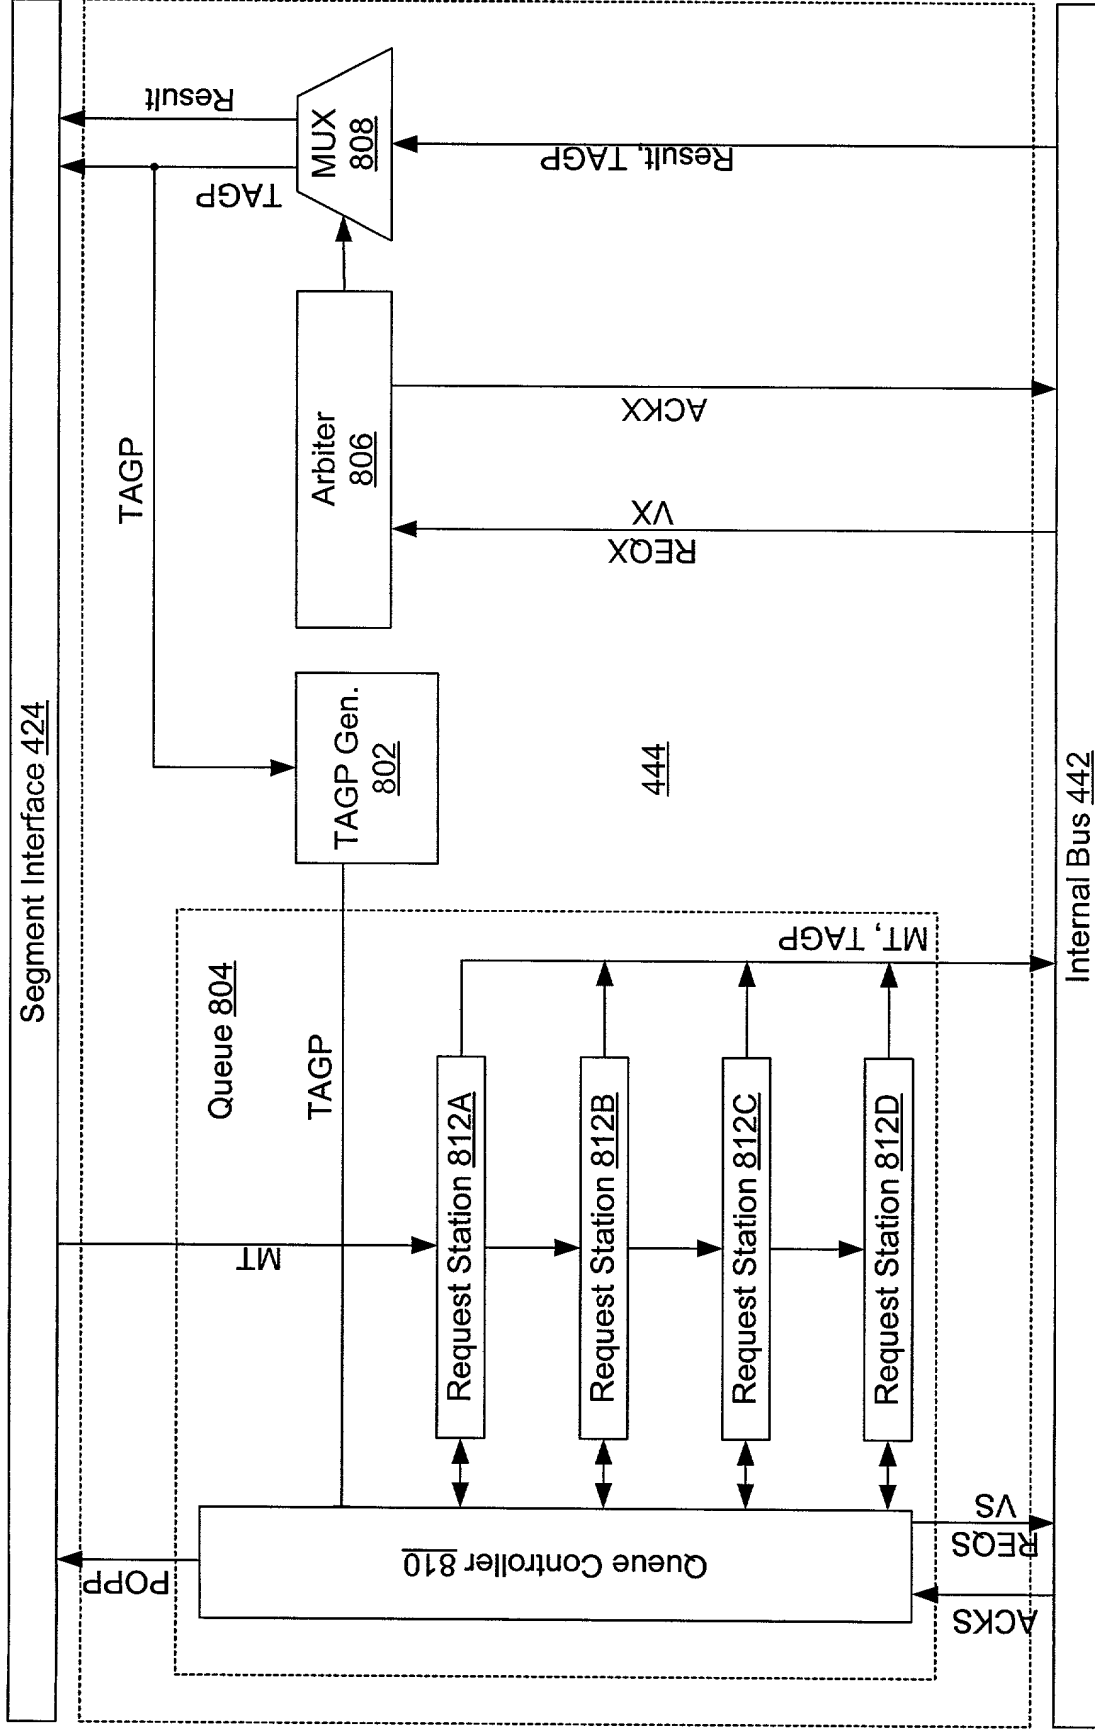 Segment Interface 424
POPP
MT
TAGP
TAGP
Result
Queue 804
TAGP
TAGP Gen.
802
Arbiter
806
MUX
808
Queue Controller 810
Request Station 812A
Request Station 812B
Request Station 812C
Request Station 812D
MT, TAGP
444
REQX
VX
ACKX
Result, TAGP
ACKS
REQS
VS
Internal Bus 442